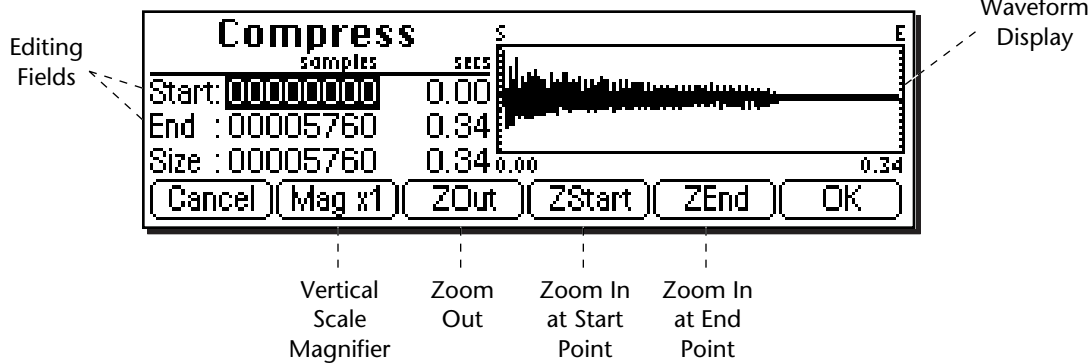 Waveform
Display
Editing
Fields
Compress
S E
samples secs
Start: 00000000 0.00
End : 00005760 0.34
Size : 00005760 0.34
0.00 0.34
Cancel Mag x1 ZOut ZStart ZEnd OK
Vertical
Scale
Magnifier
Zoom
Out
Zoom In
at Start
Point
Zoom In
at End
Point